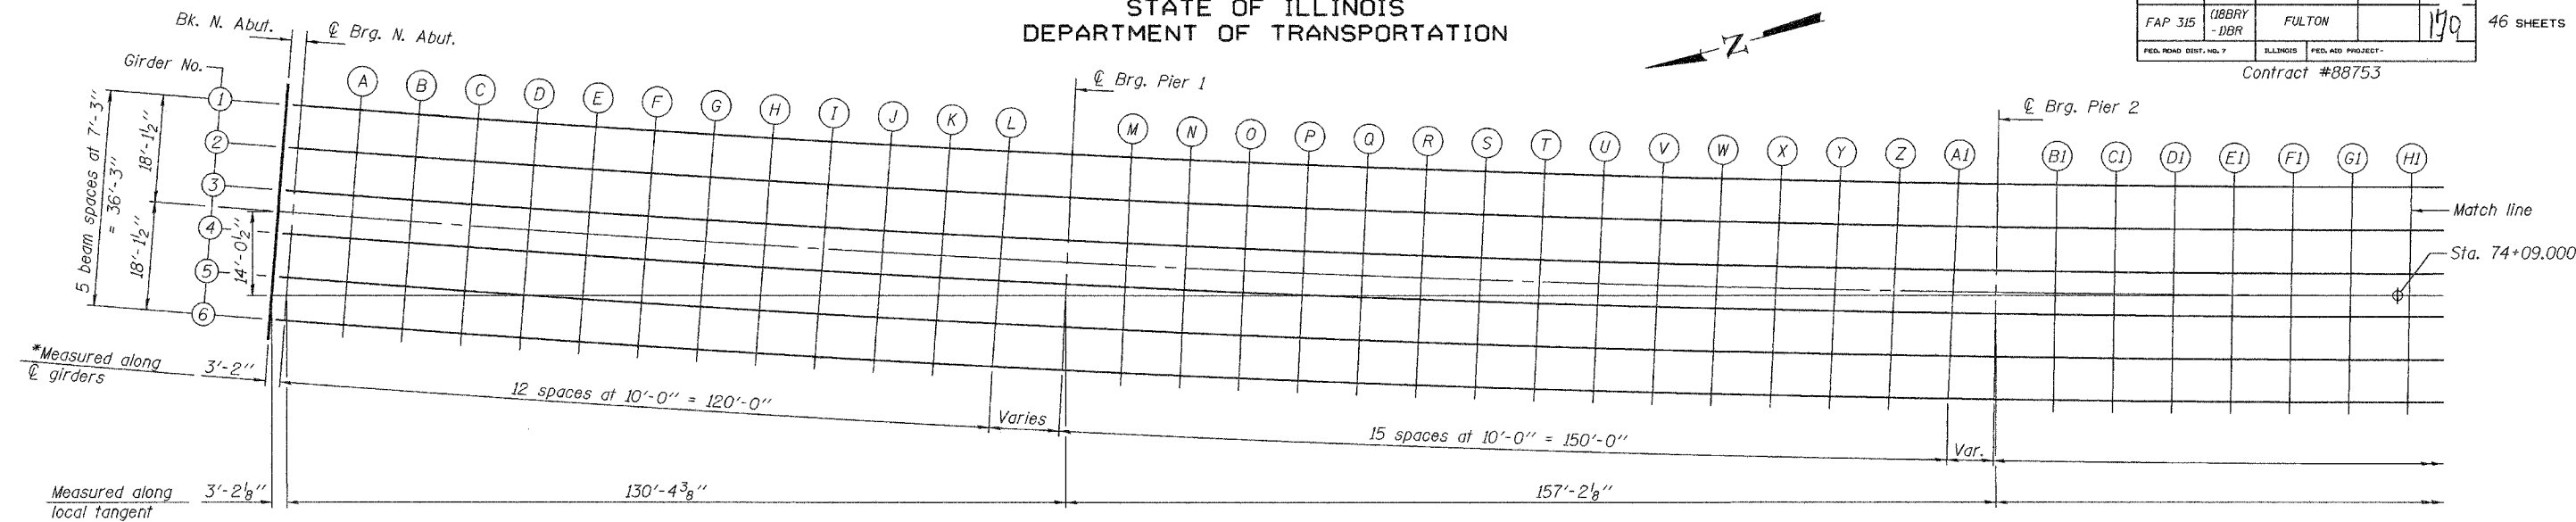 STATE OF ILLINOIS
DEPARTMENT OF TRANSPORTATION
FAP 315
(18BRY
-1)BR
FULTON
179
46 SHEETS
FED. ROAD DIST. NO. 7
ILLINOIS
FED. AID PROJECT-
Contract #88753
Bk. N. Abut.
℄ Brg. N. Abut.
Z
Girder No.
℄ Brg. Pier 1
℄ Brg. Pier 2
A B C D E F G H I J K L
M N O P Q R S T U V W X Y Z A1
B1 C1 D1 E1 F1 G1 H1
1
2
3
4
5
6
5 beam spaces at 7'-3"
= 36'-3"
18'-1½"
18'-1½"
14'-0½"
Match line
Sta. 74+09.000
*Measured along
℄ girders
3'-2"
12 spaces at 10'-0" = 120'-0"
Varies
15 spaces at 10'-0" = 150'-0"
Var.
Measured along
local tangent
3'-2⅛"
130'-4⅜"
157'-2⅛"